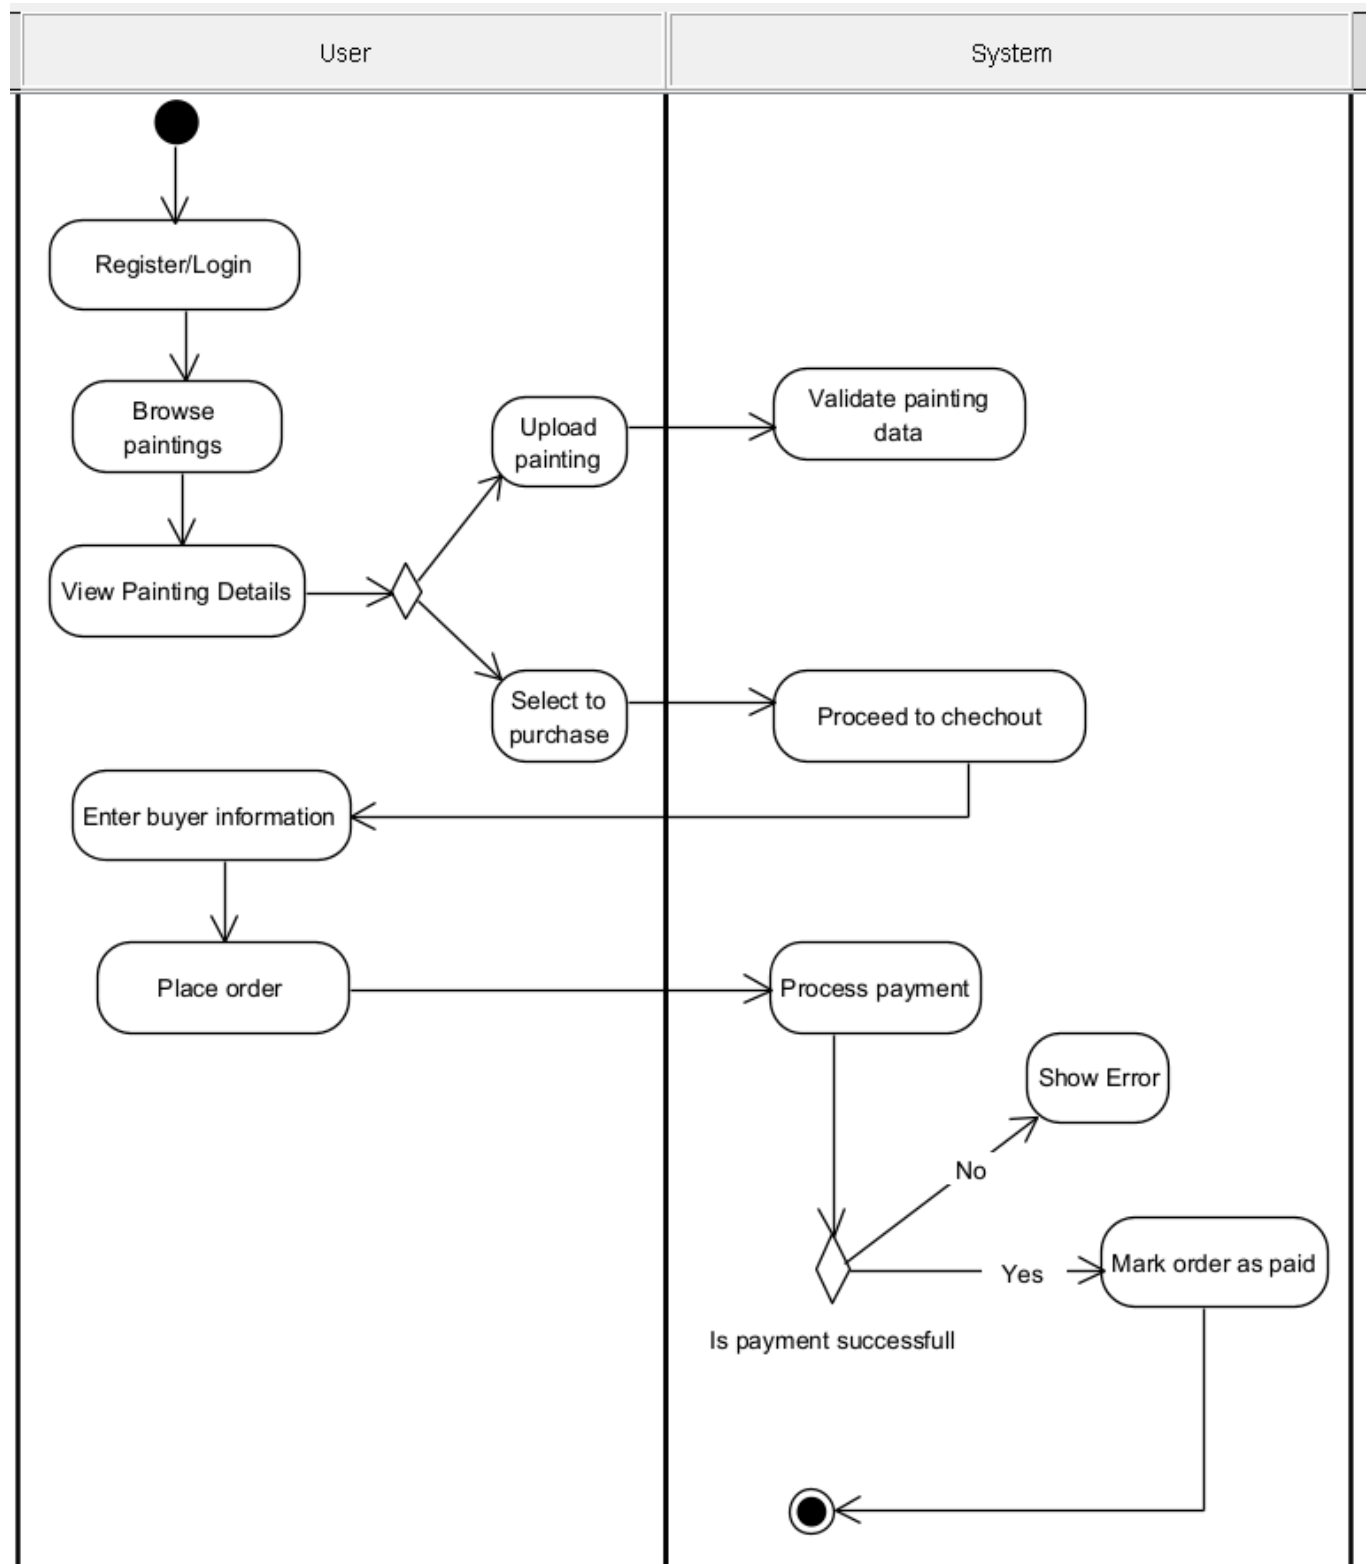 User
System
Register/Login
Browse
paintings
Upload
painting
Validate painting
data
View Painting Details
Select to
purchase
Proceed to chechout
Enter buyer information
Place order
Process payment
Show Error
No
Yes
Mark order as paid
Is payment successfull